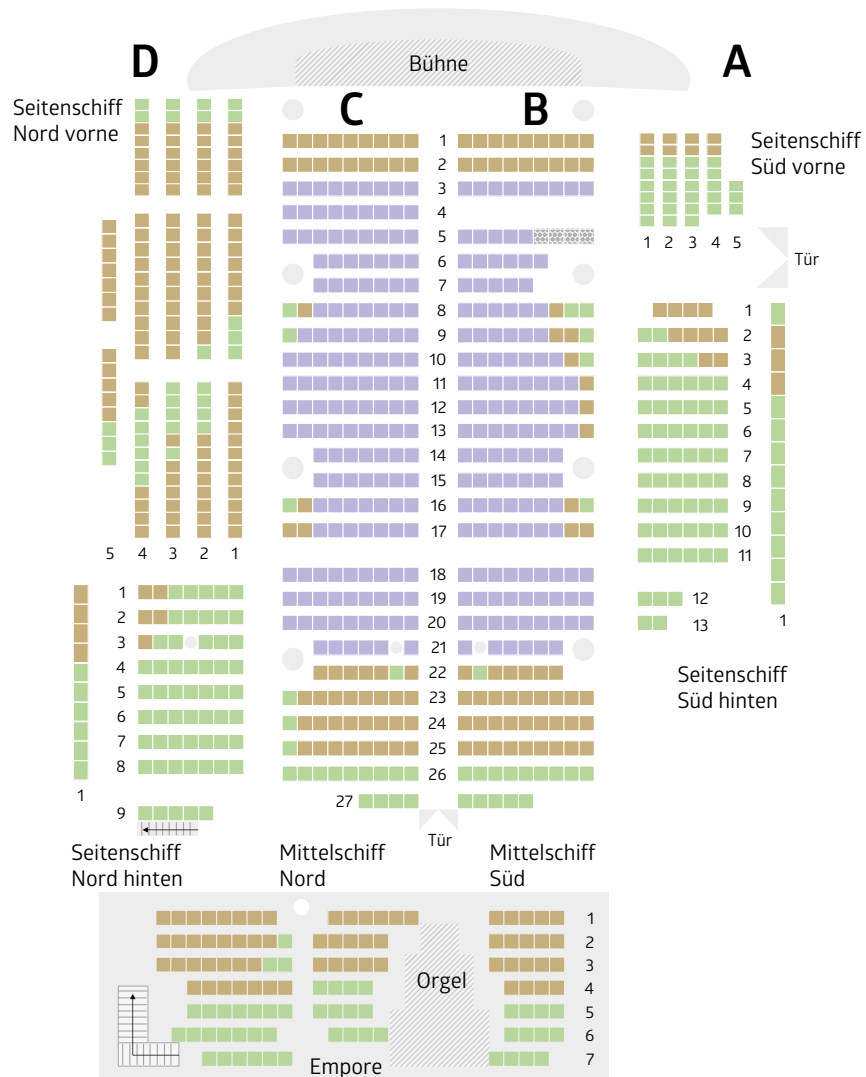 D
A
Bühne
Seitenschiff
Nord vorne
C
B
Seitenschiff
Süd vorne
1
2
3
4
5
6
7
8
9
10
11
12
13
14
15
16
17
18
19
20
21
22
23
24
25
26
27
1 2 3 4 5
Tür
1
2
3
4
5
6
7
8
9
10
11
12
13
1
5 4 3 2 1
1
2
3
4
5
6
7
8
9
1
Seitenschiff
Süd hinten
Tür
Seitenschiff
Nord hinten
Mittelschiff
Nord
Mittelschiff
Süd
1
2
3
Orgel
4
5
6
7
Empore